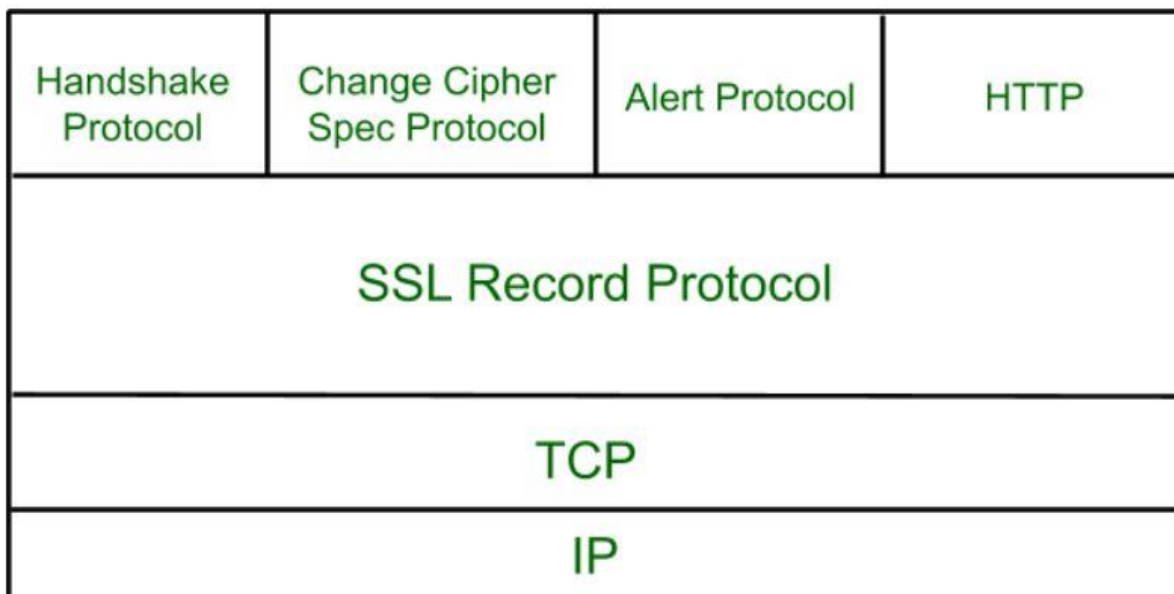 Handshake
Protocol
Change Cipher
Spec Protocol
Alert Protocol
HTTP
SSL Record Protocol
TCP
IP